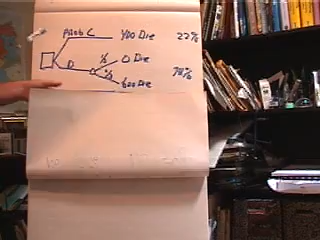 Prob C 400 Die 22%
D 1/3 0 Die
2/3 600 Die 78%